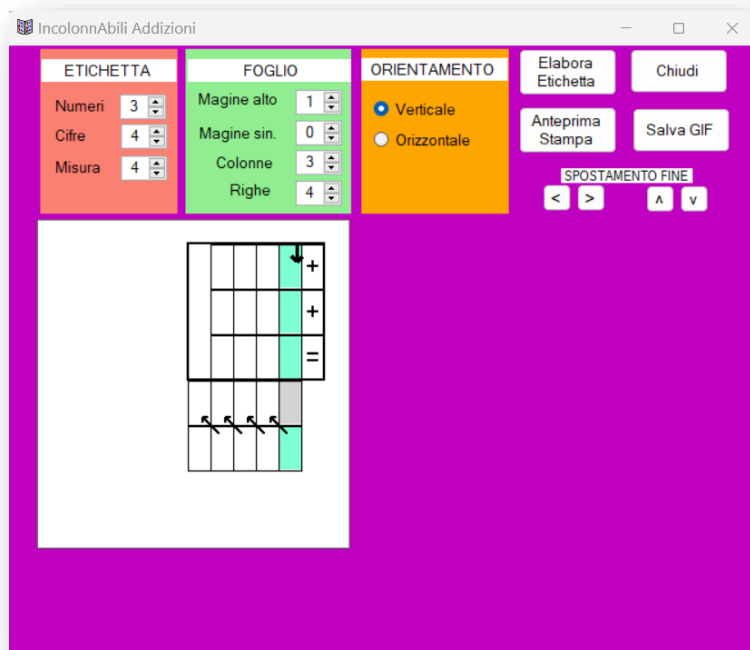 IncolonnAbili Addizioni
ETICHETTA
Numeri 3
Cifre 4
Misura 4
FOGLIO
Magine alto 1
Magine sin. 0
Colonne 3
Righe 4
ORIENTAMENTO
Verticale
Orizzontale
Elabora
Etichetta
Chiudi
Anteprima
Stampa
Salva GIF
SPOSTAMENTO FINE
< > ʌ v
+
+
=